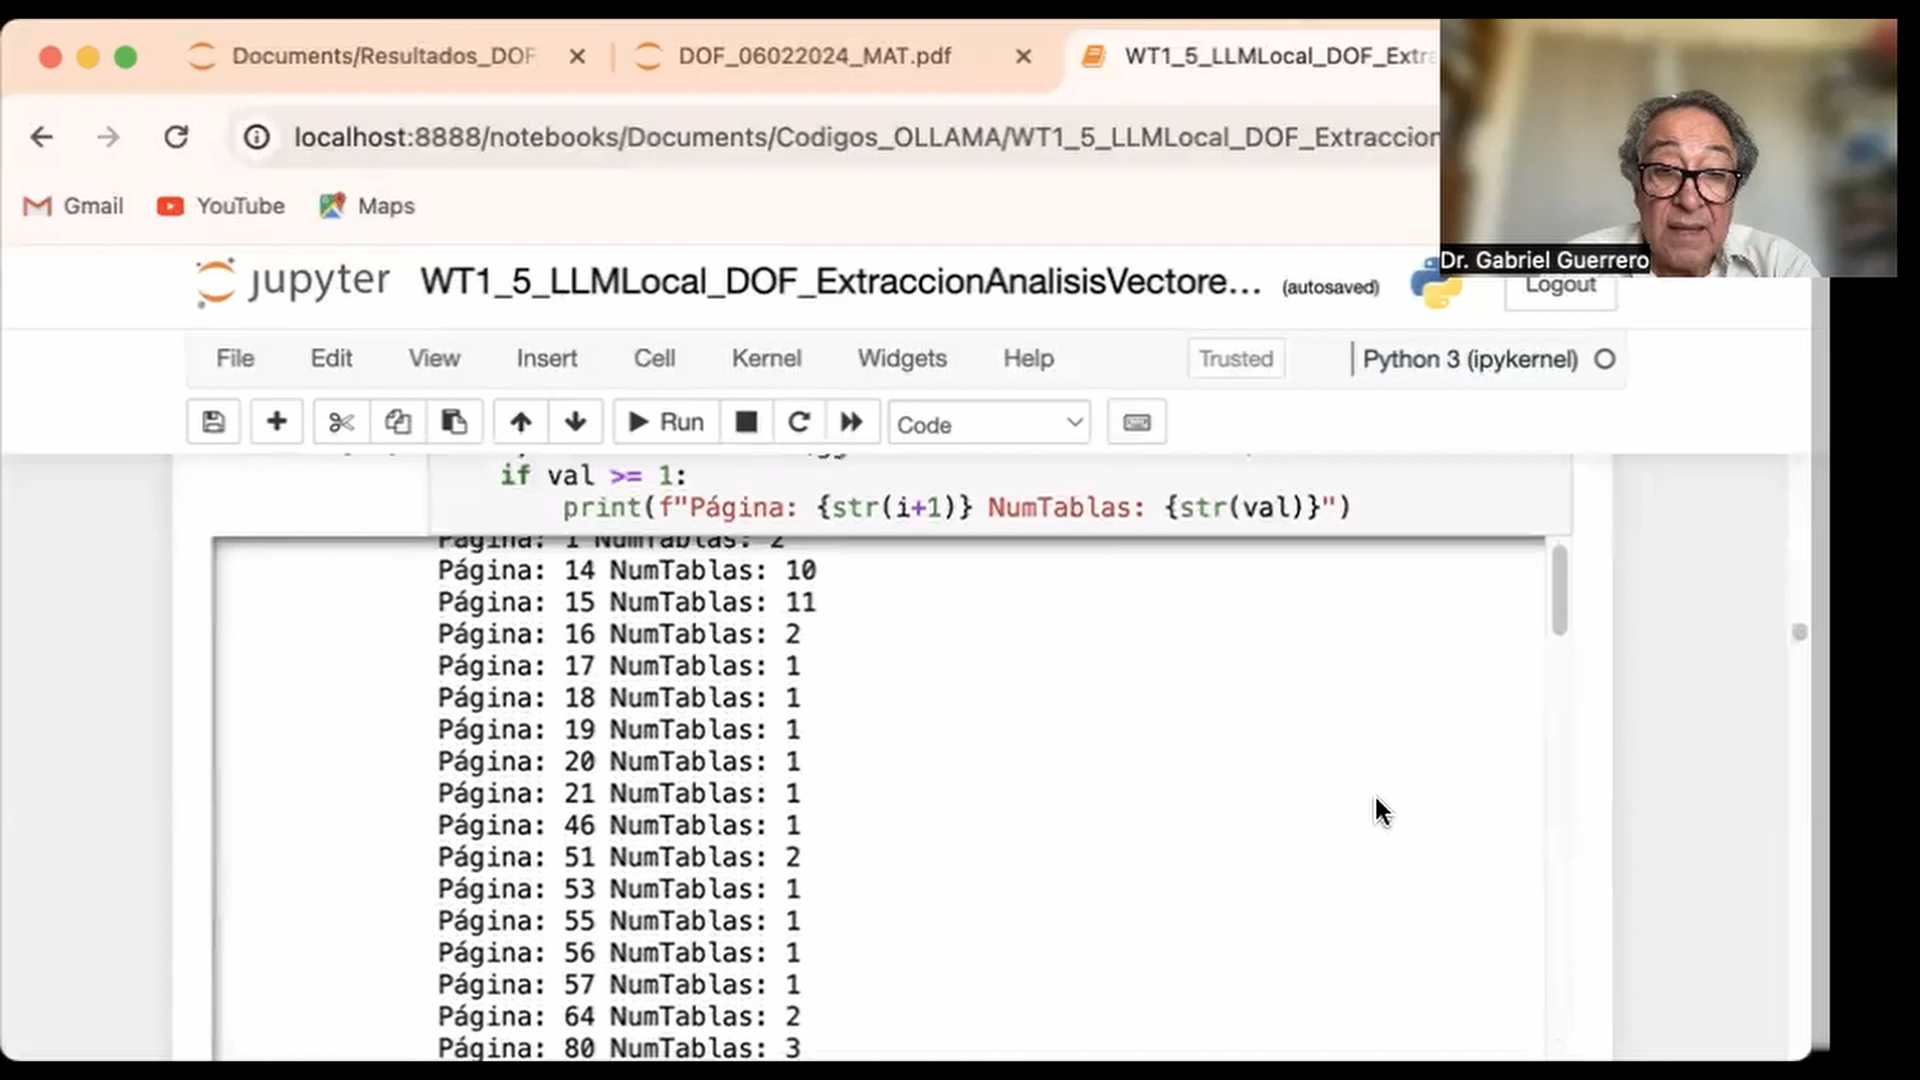 Documents/Resultados_DOF
DOF_06022024_MAT.pdf
WT1_5_LLMLocal_DOF_Extra
localhost:8888/notebooks/Documents/Codigos_OLLAMA/WT1_5_LLMLocal_DOF_Extraccion
Gmail YouTube Maps
Dr. Gabriel Guerrero
jupyter WT1_5_LLMLocal_DOF_ExtraccionAnalisisVectore... (autosaved)
Logout
File Edit View Insert Cell Kernel Widgets Help Trusted Python 3 (ipykernel)
Run Code
if val >= 1:
print(f"Página: {str(i+1)} NumTablas: {str(val)}")
Página: 1 NumTablas: 2
Página: 14 NumTablas: 10
Página: 15 NumTablas: 11
Página: 16 NumTablas: 2
Página: 17 NumTablas: 1
Página: 18 NumTablas: 1
Página: 19 NumTablas: 1
Página: 20 NumTablas: 1
Página: 21 NumTablas: 1
Página: 46 NumTablas: 1
Página: 51 NumTablas: 2
Página: 53 NumTablas: 1
Página: 55 NumTablas: 1
Página: 56 NumTablas: 1
Página: 57 NumTablas: 1
Página: 64 NumTablas: 2
Página: 80 NumTablas: 3